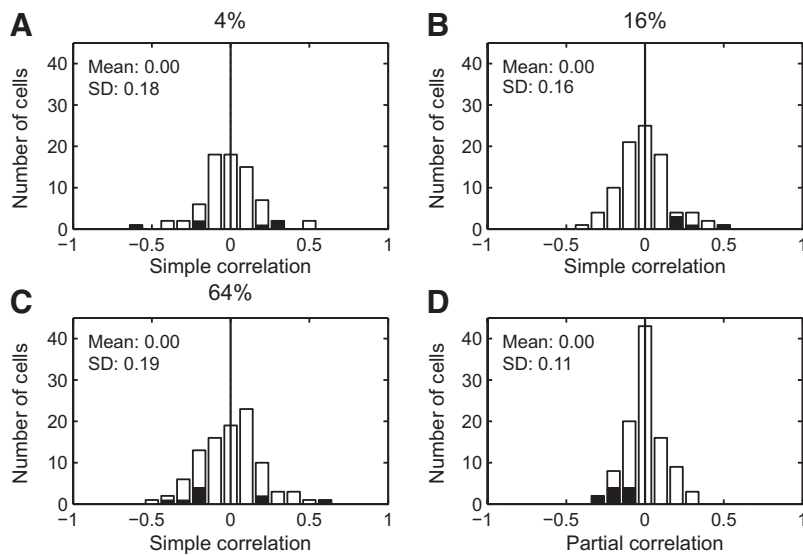 A
4%
Number of cells
40
30
20
10
0
Mean: 0.00
SD: 0.18
−1
−0.5
0
0.5
1
Simple correlation
B
16%
Number of cells
40
30
20
10
0
Mean: 0.00
SD: 0.16
−1
−0.5
0
0.5
1
Simple correlation
C
64%
Number of cells
40
30
20
10
0
Mean: 0.00
SD: 0.19
−1
−0.5
0
0.5
1
Simple correlation
D
Number of cells
40
30
20
10
0
Mean: 0.00
SD: 0.11
−1
−0.5
0
0.5
1
Partial correlation